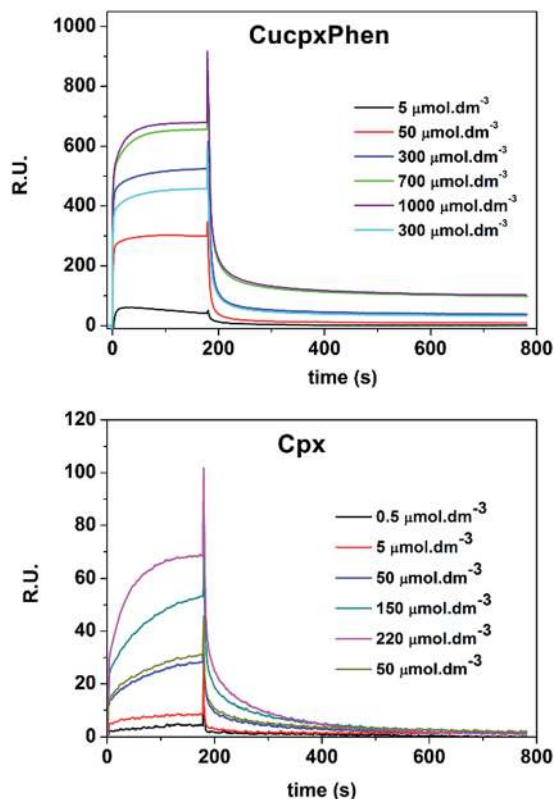 CucpxPhen
1000
800
600
400
200
0
R.U.
5 μmol.dm⁻³
50 μmol.dm⁻³
300 μmol.dm⁻³
700 μmol.dm⁻³
1000 μmol.dm⁻³
300 μmol.dm⁻³
0 200 400 600 800
time (s)
Cpx
120
100
80
60
40
20
0
R.U.
0.5 μmol.dm⁻³
5 μmol.dm⁻³
50 μmol.dm⁻³
150 μmol.dm⁻³
220 μmol.dm⁻³
50 μmol.dm⁻³
0 200 400 600 800
time (s)